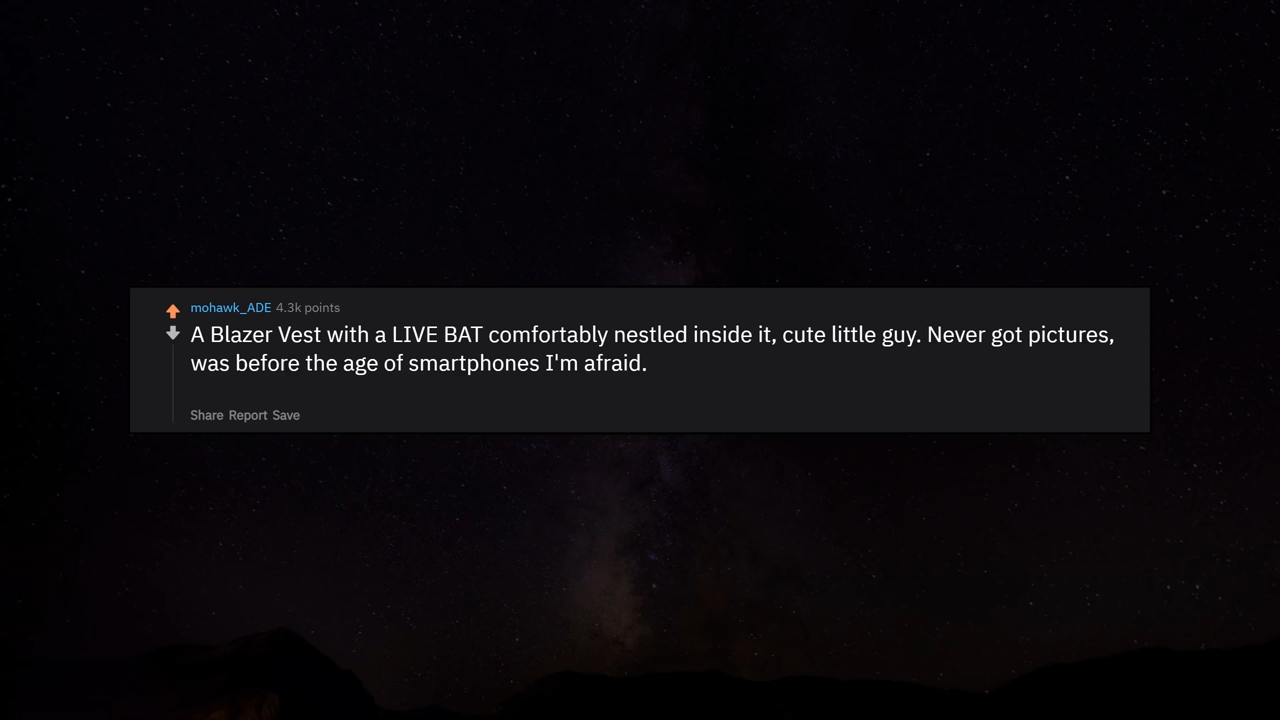 mohawk_ADE 4.3k points
A Blazer Vest with a LIVE BAT comfortably nestled inside it, cute little guy. Never got pictures,
was before the age of smartphones I'm afraid.
Share Report Save